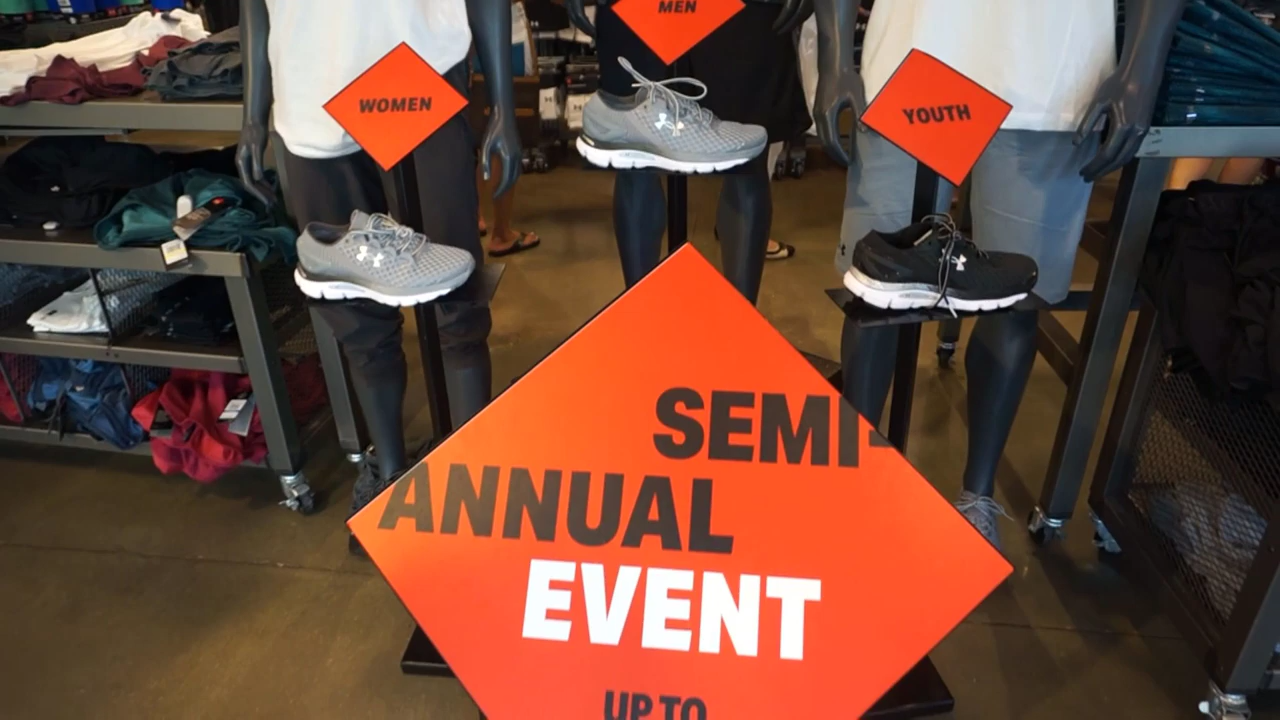 MEN
WOMEN
YOUTH
SEMI-
ANNUAL
EVENT
UP TO